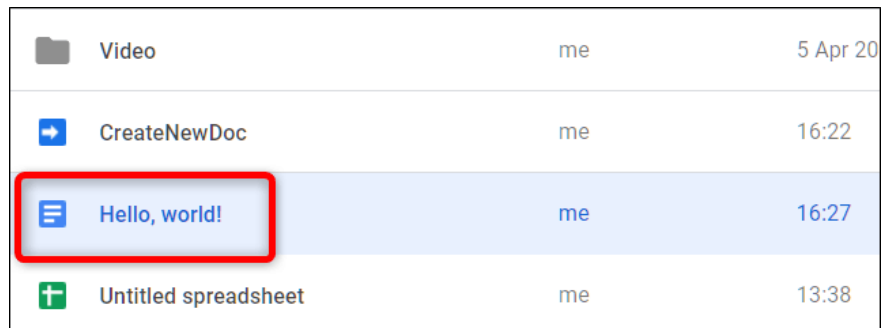 Video me 5 Apr 20
CreateNewDoc me 16:22
Hello, world! me 16:27
Untitled spreadsheet me 13:38